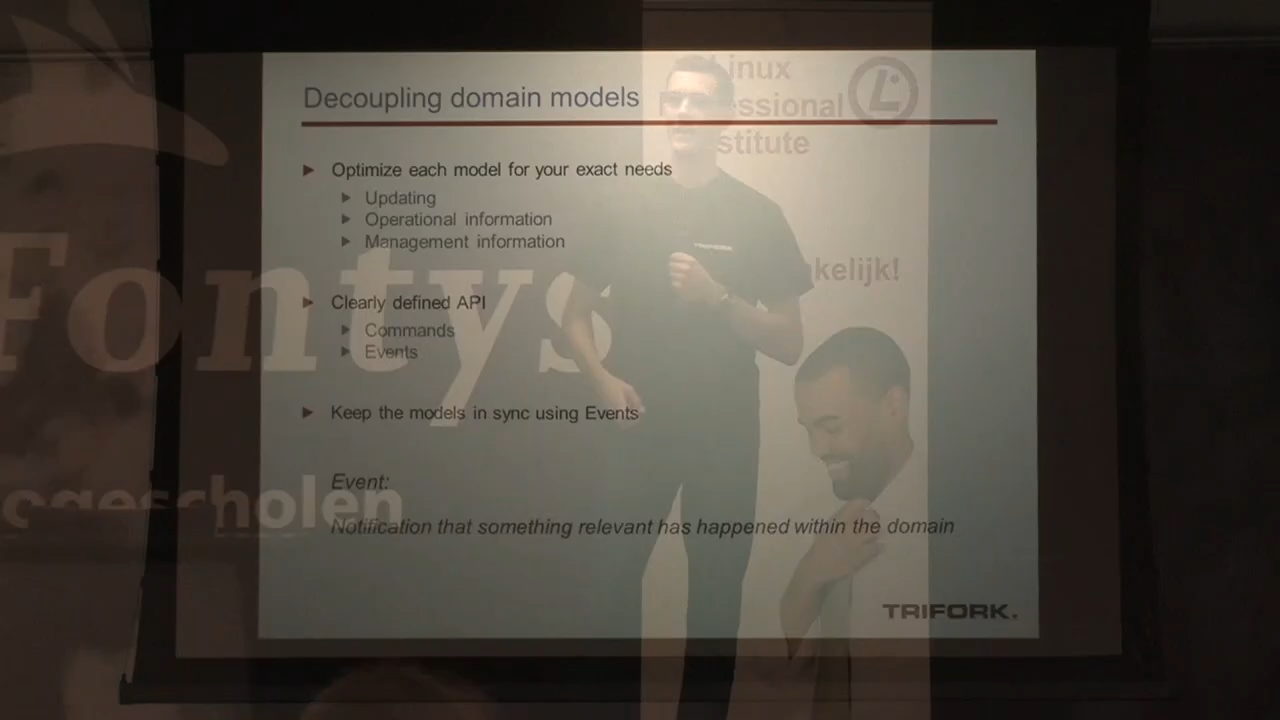 Decoupling domain models
Optimize each model for your exact needs
Updating
Operational information
Management information
Clearly defined API
Commands
Events
Keep the models in sync using Events
Event:
Notification that something relevant has happened within the domain
TRIFORK.
Linux
Professional
Institute
kelijk!
Fontys
ogescholen
TRIFORK